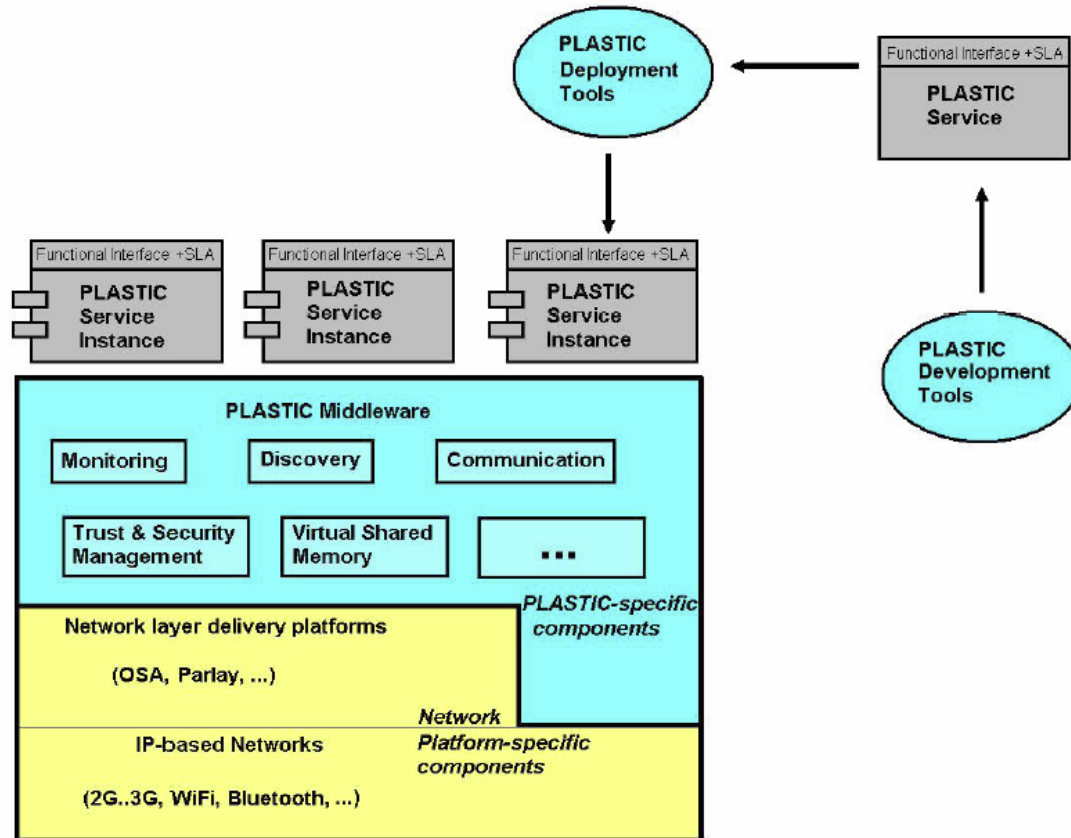 PLASTIC
Deployment
Tools
Functional Interface +SLA
PLASTIC
Service
Functional Interface +SLA
PLASTIC
Service
Instance
Functional Interface +SLA
PLASTIC
Service
Instance
Functional Interface +SLA
PLASTIC
Service
Instance
PLASTIC
Development
Tools
PLASTIC Middleware
Monitoring
Discovery
Communication
Trust & Security
Management
Virtual Shared
Memory
...
PLASTIC-specific
components
Network layer delivery platforms
(OSA, Parlay, ...)
Network
Platform-specific
components
IP-based Networks
(2G..3G, WiFi, Bluetooth, ...)